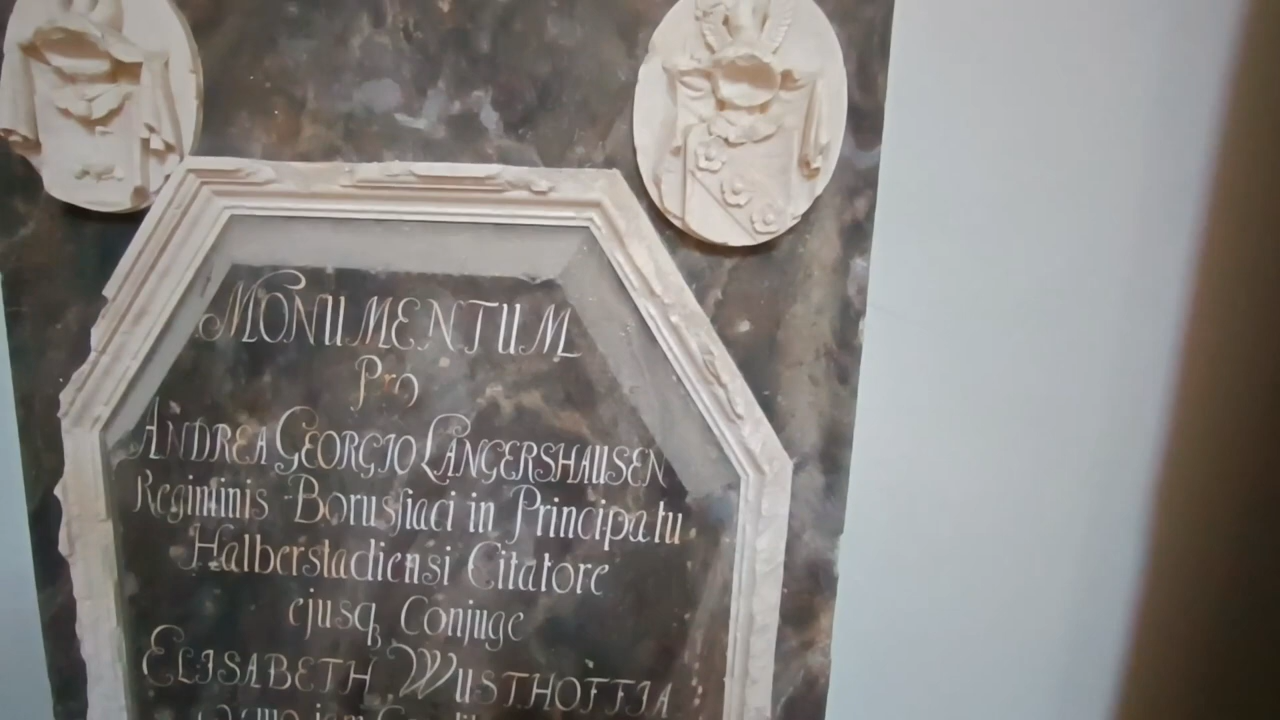 MONUMENTUM
Pro
ANDREA GEORGIO LANGERSHAUSEN
Regiminis Borusſiaci in Principatu
Halberstadiensi Citatore
ejusq Conjuge
ELISABETH WUSTHOFFIA